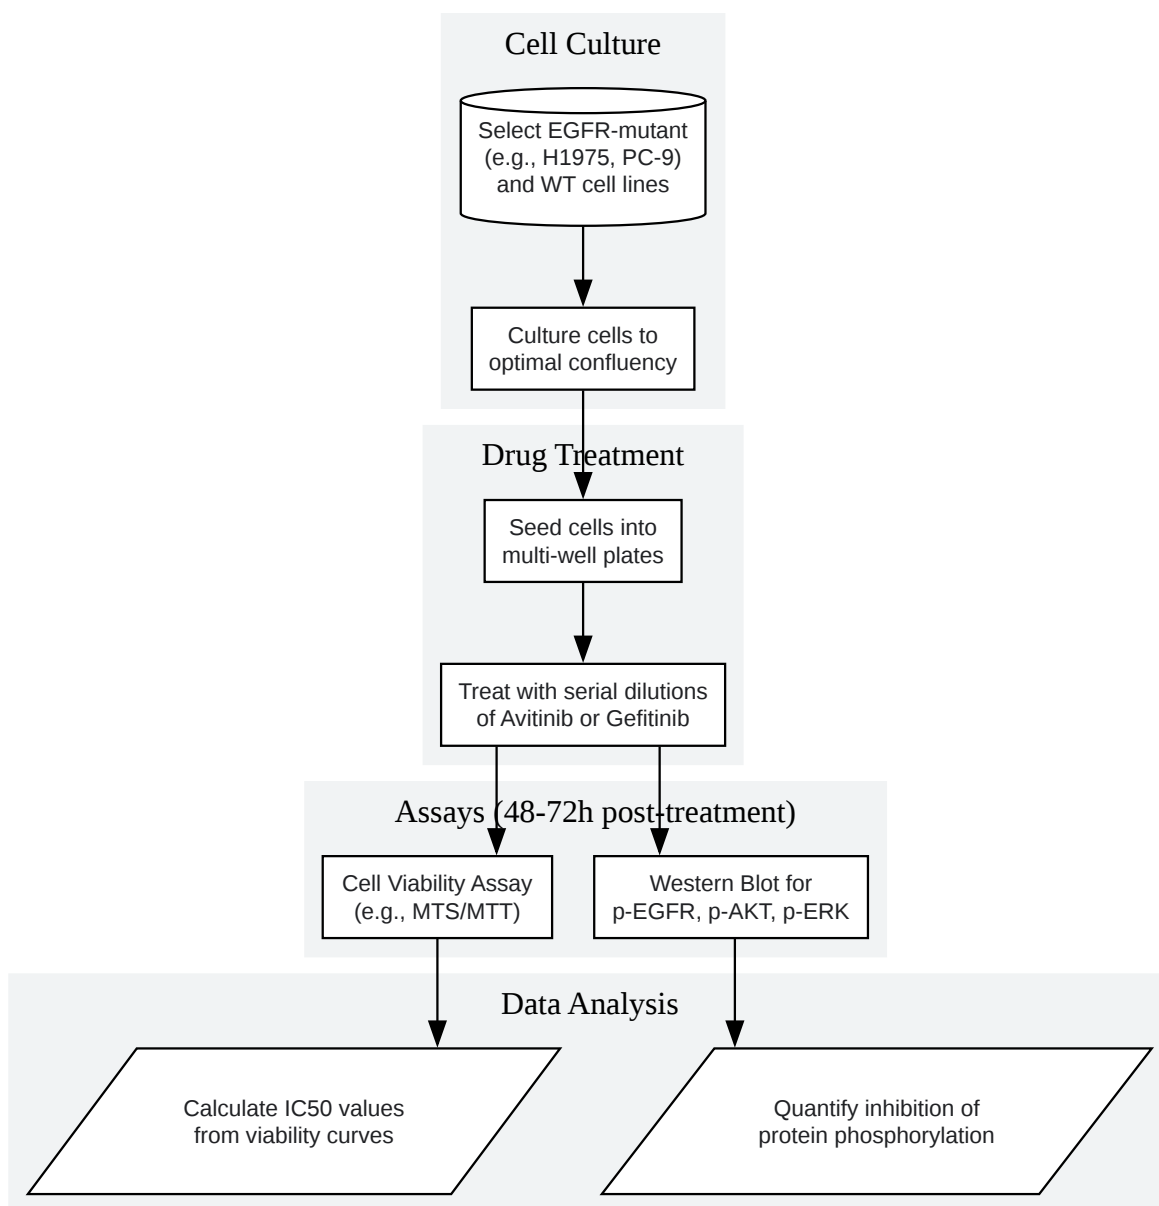 Cell Culture
Select EGFR-mutant
(e.g., H1975, PC-9)
and WT cell lines
Culture cells to
optimal confluency
Drug Treatment
Seed cells into
multi-well plates
Treat with serial dilutions
of Avitinib or Gefitinib
Assays (48-72h post-treatment)
Cell Viability Assay
(e.g., MTS/MTT)
Western Blot for
p-EGFR, p-AKT, p-ERK
Data Analysis
Calculate IC50 values
from viability curves
Quantify inhibition of
protein phosphorylation